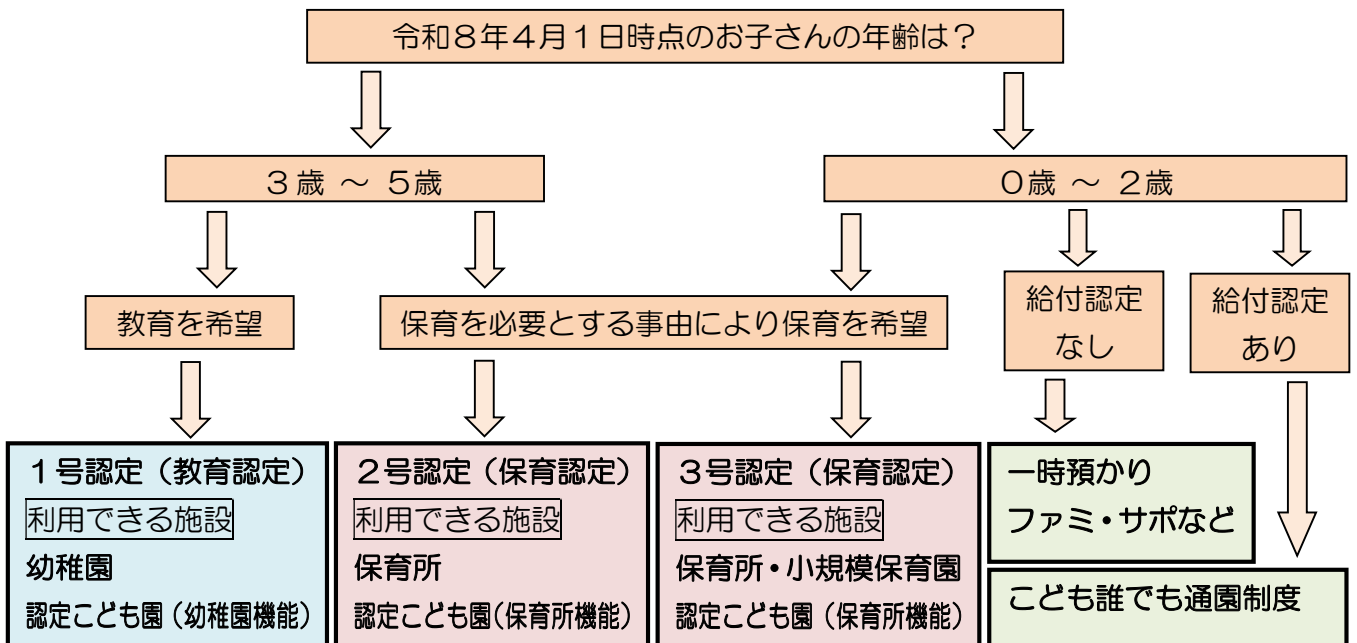 令和８年４月１日時点のお子さんの年齢は？
３歳 ～ ５歳
０歳 ～ ２歳
教育を希望
保育を必要とする事由により保育を希望
給付認定
なし
給付認定
あり
１号認定（教育認定）
利用できる施設
幼稚園
認定こども園（幼稚園機能）
２号認定（保育認定）
利用できる施設
保育所
認定こども園（保育所機能）
３号認定（保育認定）
利用できる施設
保育所・小規模保育園
認定こども園（保育所機能）
一時預かり
ファミ・サポなど
こども誰でも通園制度